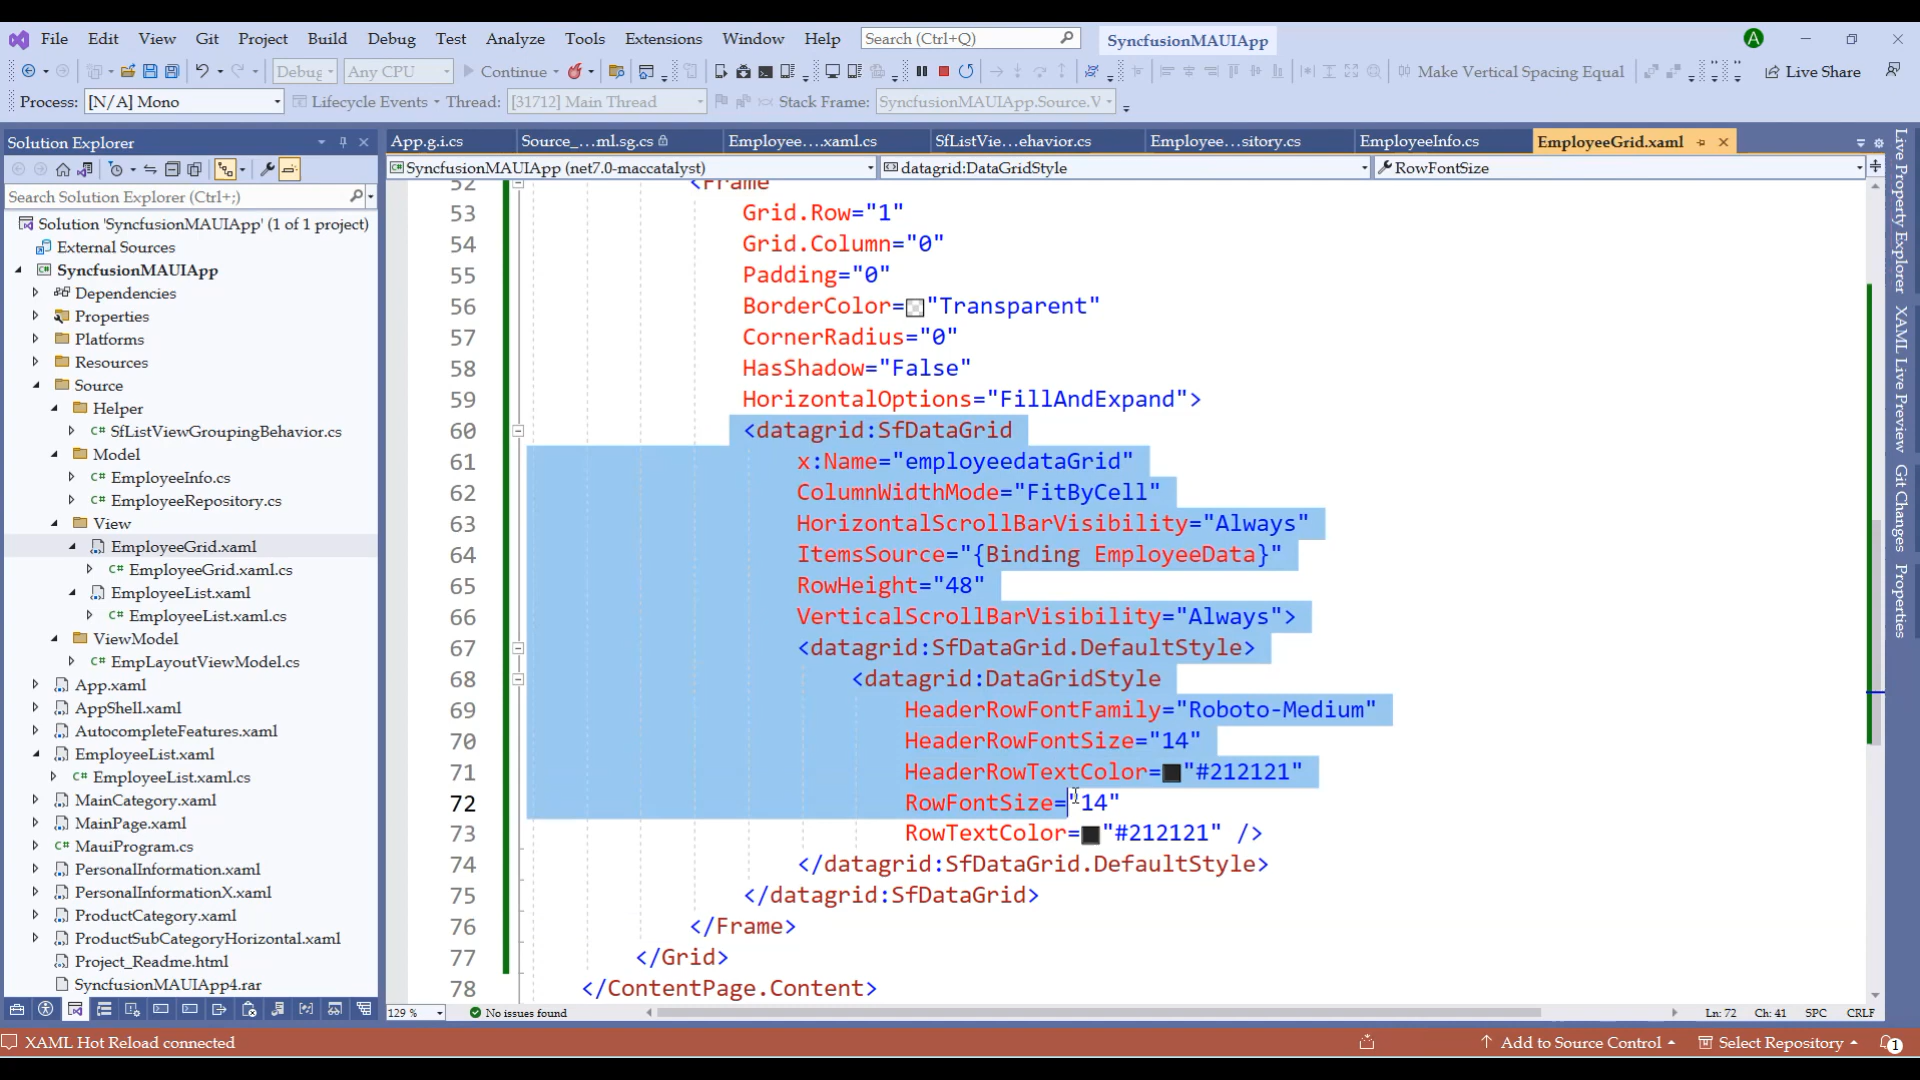 File Edit View Git Project Build Debug Test Analyze Tools Extensions Window Help Search (Ctrl+Q) SyncfusionMAUIApp A
Debug Any CPU Continue Make Vertical Spacing Equal Live Share
Process: [N/A] Mono Lifecycle Events Thread: [31712] Main Thread Stack Frame: SyncfusionMAUIApp.Source.V
Solution Explorer
Search Solution Explorer (Ctrl+;)
Solution 'SyncfusionMAUIApp' (1 of 1 project)
External Sources
SyncfusionMAUIApp
Dependencies
Properties
Platforms
Resources
Source
Helper
C# SfListViewGroupingBehavior.cs
Model
C# EmployeeInfo.cs
C# EmployeeRepository.cs
View
EmployeeGrid.xaml
C# EmployeeGrid.xaml.cs
EmployeeList.xaml
C# EmployeeList.xaml.cs
ViewModel
C# EmpLayoutViewModel.cs
App.xaml
AppShell.xaml
AutocompleteFeatures.xaml
EmployeeList.xaml
C# EmployeeList.xaml.cs
MainCategory.xaml
MainPage.xaml
C# MauiProgram.cs
PersonalInformation.xaml
PersonalInformationX.xaml
ProductCategory.xaml
ProductSubCategoryHorizontal.xaml
Project_Readme.html
SyncfusionMAUIApp4.rar
App.g.i.cs Source_...ml.sg.cs Employee...xaml.cs SfListVie...ehavior.cs Employee...sitory.cs EmployeeInfo.cs EmployeeGrid.xaml
SyncfusionMAUIApp (net7.0-maccatalyst) datagrid:DataGridStyle RowFontSize
52 <Frame
53 Grid.Row="1"
54 Grid.Column="0"
55 Padding="0"
56 BorderColor="Transparent"
57 CornerRadius="0"
58 HasShadow="False"
59 HorizontalOptions="FillAndExpand">
60 <datagrid:SfDataGrid
61 x:Name="employeedataGrid"
62 ColumnWidthMode="FitByCell"
63 HorizontalScrollBarVisibility="Always"
64 ItemsSource="{Binding EmployeeData}"
65 RowHeight="48"
66 VerticalScrollBarVisibility="Always">
67 <datagrid:SfDataGrid.DefaultStyle>
68 <datagrid:DataGridStyle
69 HeaderRowFontFamily="Roboto-Medium"
70 HeaderRowFontSize="14"
71 HeaderRowTextColor="#212121"
72 RowFontSize="14"
73 RowTextColor="#212121" />
74 </datagrid:SfDataGrid.DefaultStyle>
75 </datagrid:SfDataGrid>
76 </Frame>
77 </Grid>
78 </ContentPage.Content>
129 % No issues found Ln: 72 Ch: 41 SPC CRLF
Live Property Explorer
XAML Live Preview
Git Changes
Properties
XAML Hot Reload connected Add to Source Control Select Repository 1